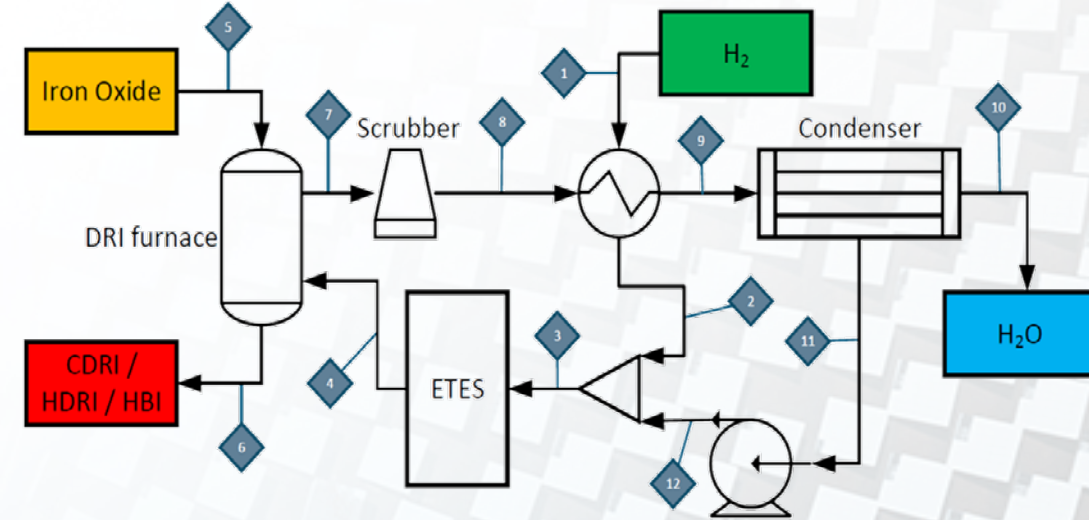 5
H₂
1
Iron Oxide
7
Scrubber
8
9
Condenser
10
DRI furnace
2
3
11
H₂O
4
ETES
CDRI /
HDRI / HBI
6
12